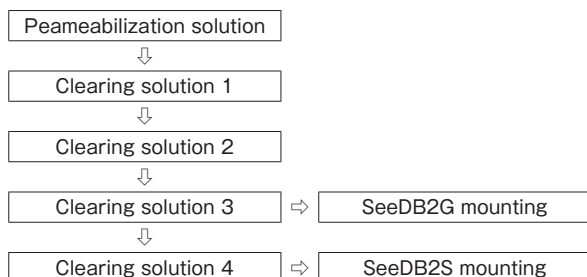 Peameabilization solution
Clearing solution 1
Clearing solution 2
Clearing solution 3 ⇨ SeeDB2G mounting
Clearing solution 4 ⇨ SeeDB2S mounting